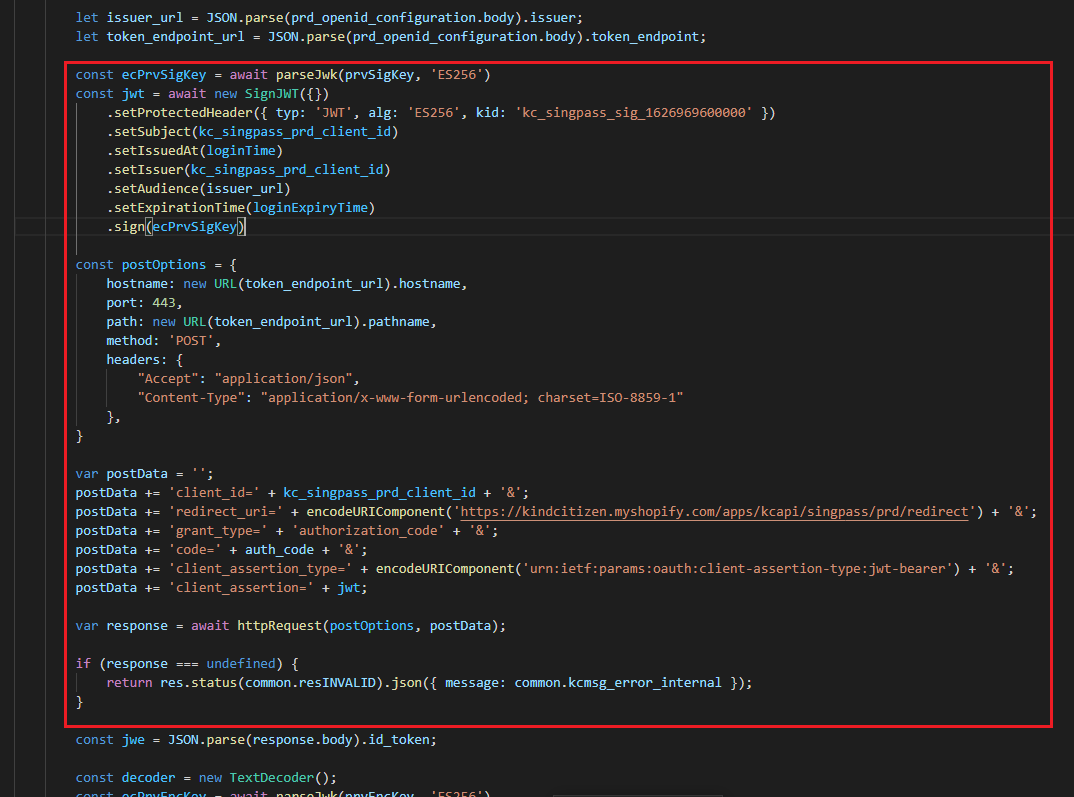 let issuer_url = JSON.parse(prd_openid_configuration.body).issuer;
let token_endpoint_url = JSON.parse(prd_openid_configuration.body).token_endpoint;
const ecPrvSigKey = await parseJwk(prvSigKey, 'ES256')
const jwt = await new SignJWT({})
.setProtectedHeader({ typ: 'JWT', alg: 'ES256', kid: 'kc_singpass_sig_1626969600000' })
.setSubject(kc_singpass_prd_client_id)
.setIssuedAt(loginTime)
.setIssuer(kc_singpass_prd_client_id)
.setAudience(issuer_url)
.setExpirationTime(loginExpiryTime)
.sign(ecPrvSigKey)
const postOptions = {
hostname: new URL(token_endpoint_url).hostname,
port: 443,
path: new URL(token_endpoint_url).pathname,
method: 'POST',
headers: {
"Accept": "application/json",
"Content-Type": "application/x-www-form-urlencoded; charset=ISO-8859-1"
},
}
var postData = '';
postData += 'client_id=' + kc_singpass_prd_client_id + '&';
postData += 'redirect_uri=' + encodeURIComponent('https://kindcitizen.myshopify.com/apps/kcapi/singpass/prd/redirect') + '&';
postData += 'grant_type=' + 'authorization_code' + '&';
postData += 'code=' + auth_code + '&';
postData += 'client_assertion_type=' + encodeURIComponent('urn:ietf:params:oauth:client-assertion-type:jwt-bearer') + '&';
postData += 'client_assertion=' + jwt;
var response = await httpRequest(postOptions, postData);
if (response === undefined) {
return res.status(common.resINVALID).json({ message: common.kcmsg_error_internal });
}
const jwe = JSON.parse(response.body).id_token;
const decoder = new TextDecoder();
const ecPrvEncKey = await parseJwk(prvEncKey, 'ES256')